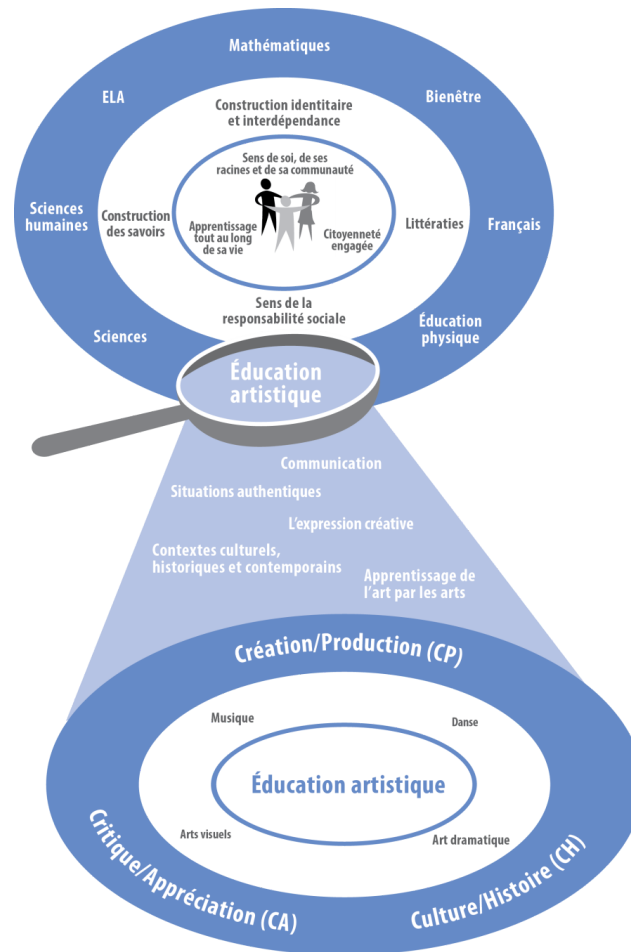 Mathématiques
ELA
Bienêtre
Construction identitaire
et interdépendance
Sens de soi, de ses
racines et de sa communauté
Sciences
humaines
Construction
des savoirs
Apprentissage
tout au long
de sa vie
Citoyenneté
engagée
Littératies
Français
Sens de la
responsabilité sociale
Sciences
Éducation
physique
Éducation
artistique
Communication
Situations authentiques
L'expression créative
Contextes culturels,
historiques et contemporains
Apprentissage de
l'art par les arts
Création/Production (CP)
Musique
Danse
Éducation artistique
Arts visuels
Art dramatique
Critique/Appréciation (CA)
Culture/Histoire (CH)